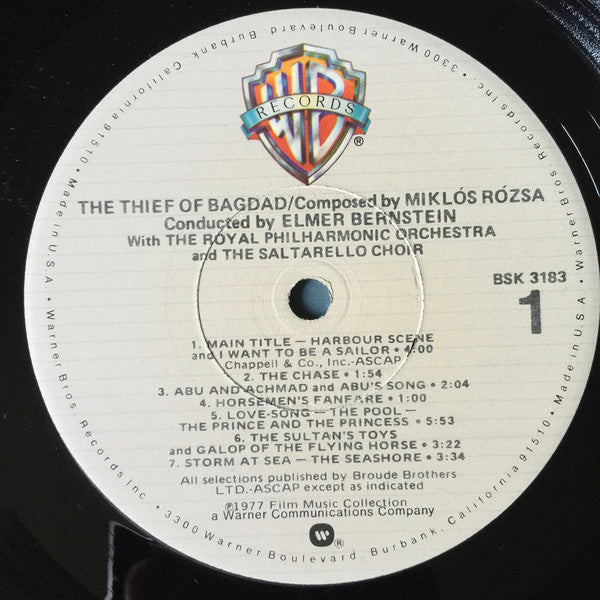 WB
RECORDS
®
THE THIEF OF BAGDAD/Composed by MIKLÓS RÓZSA
Conducted by ELMER BERNSTEIN
With THE ROYAL PHILHARMONIC ORCHESTRA
and THE SALTARELLO CHOIR
BSK 3183
1
1. MAIN TITLE — HARBOUR SCENE
and I WANT TO BE A SAILOR • 4:00
Chappell & Co., Inc.-ASCAP
2. THE CHASE • 1:54
3. ABU AND ACHMAD and ABU'S SONG • 2:04
4. HORSEMEN'S FANFARE • 1:00
5. LOVE-SONG — THE POOL —
THE PRINCE AND THE PRINCESS • 5:53
6. THE SULTAN'S TOYS
and GALOP OF THE FLYING HORSE • 3:22
7. STORM AT SEA — THE SEASHORE • 3:34
All selections published by Broude Brothers
LTD.-ASCAP except as indicated
℗1977 Film Music Collection
a Warner Communications Company
®
Warner Bros. Records Inc. • 3300 Warner Boulevard, Burbank, California 91510 • Made in U.S.A. •
Warner Bros. Records Inc. • 3300 Warner Boulevard, Burbank, California 91510 • Made in U.S.A. •